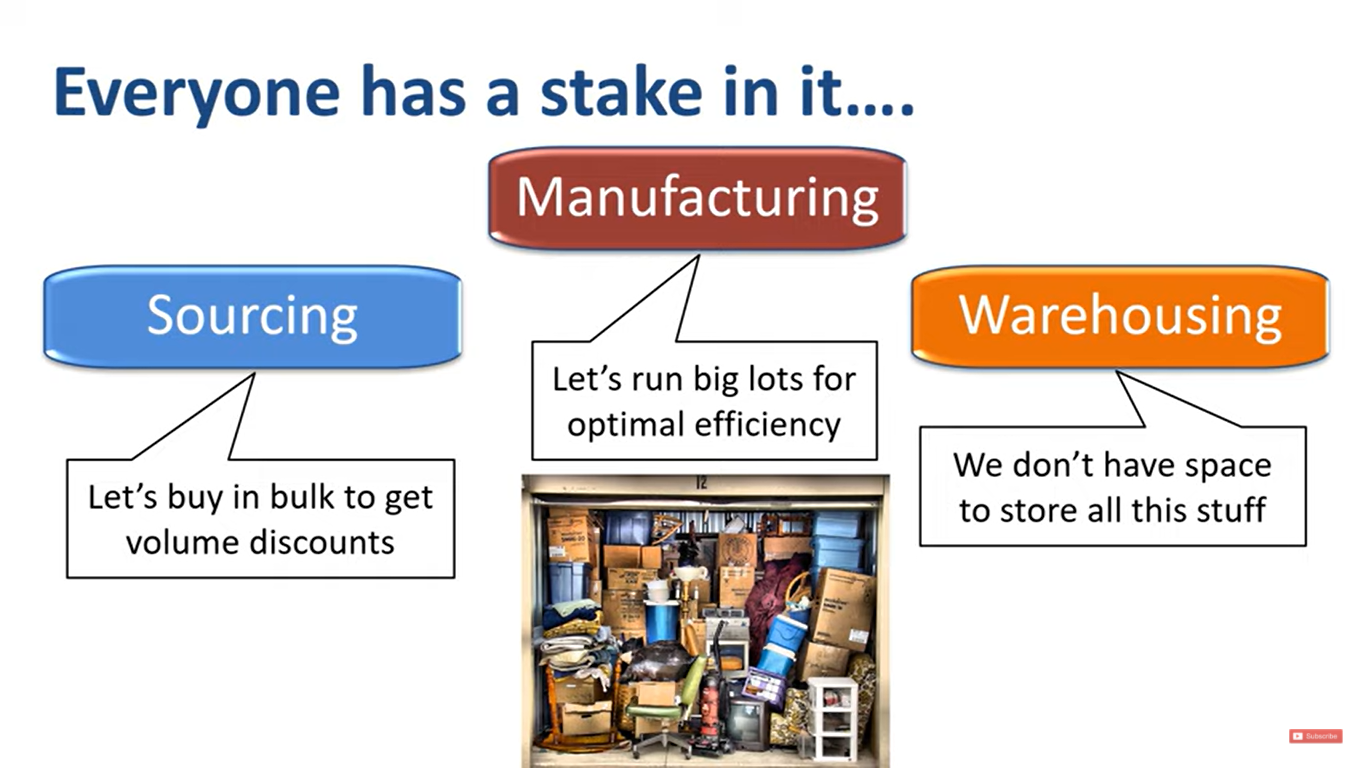 Everyone has a stake in it….
Manufacturing
Sourcing
Warehousing
Let’s run big lots for
optimal efficiency
Let’s buy in bulk to get
volume discounts
We don’t have space
to store all this stuff
12
Subscribe